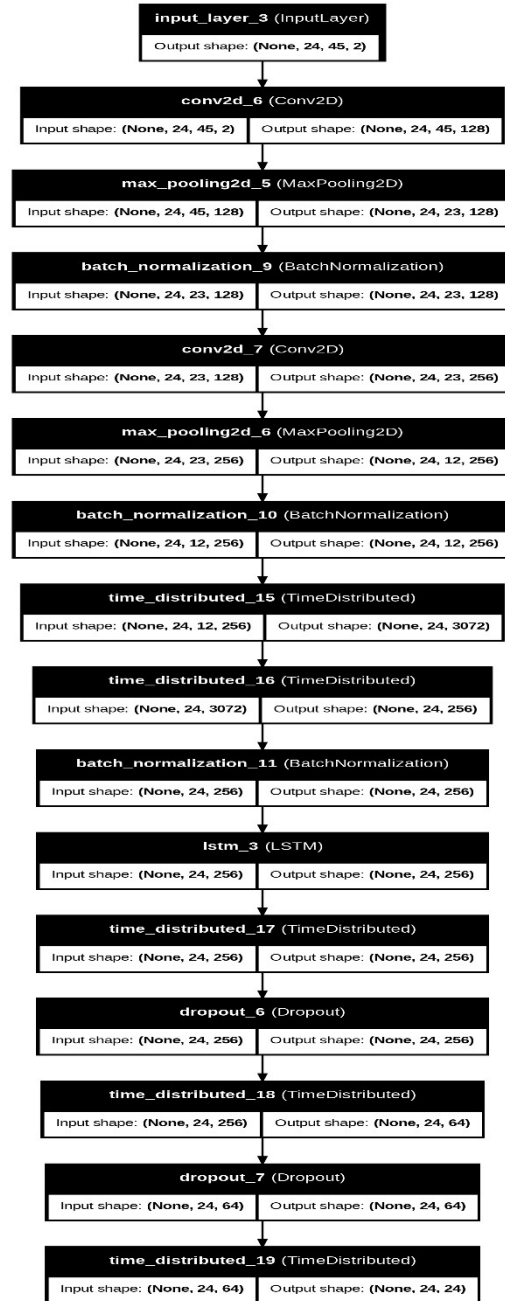 input_layer_3 (InputLayer)
Output shape: (None, 24, 45, 2)
conv2d_6 (Conv2D)
Input shape: (None, 24, 45, 2) Output shape: (None, 24, 45, 128)
max_pooling2d_5 (MaxPooling2D)
Input shape: (None, 24, 45, 128) Output shape: (None, 24, 23, 128)
batch_normalization_9 (BatchNormalization)
Input shape: (None, 24, 23, 128) Output shape: (None, 24, 23, 128)
conv2d_7 (Conv2D)
Input shape: (None, 24, 23, 128) Output shape: (None, 24, 23, 256)
max_pooling2d_6 (MaxPooling2D)
Input shape: (None, 24, 23, 256) Output shape: (None, 24, 12, 256)
batch_normalization_10 (BatchNormalization)
Input shape: (None, 24, 12, 256) Output shape: (None, 24, 12, 256)
time_distributed_15 (TimeDistributed)
Input shape: (None, 24, 12, 256) Output shape: (None, 24, 3072)
time_distributed_16 (TimeDistributed)
Input shape: (None, 24, 3072) Output shape: (None, 24, 256)
batch_normalization_11 (BatchNormalization)
Input shape: (None, 24, 256) Output shape: (None, 24, 256)
lstm_3 (LSTM)
Input shape: (None, 24, 256) Output shape: (None, 24, 256)
time_distributed_17 (TimeDistributed)
Input shape: (None, 24, 256) Output shape: (None, 24, 256)
dropout_6 (Dropout)
Input shape: (None, 24, 256) Output shape: (None, 24, 256)
time_distributed_18 (TimeDistributed)
Input shape: (None, 24, 256) Output shape: (None, 24, 64)
dropout_7 (Dropout)
Input shape: (None, 24, 64) Output shape: (None, 24, 64)
time_distributed_19 (TimeDistributed)
Input shape: (None, 24, 64) Output shape: (None, 24, 24)